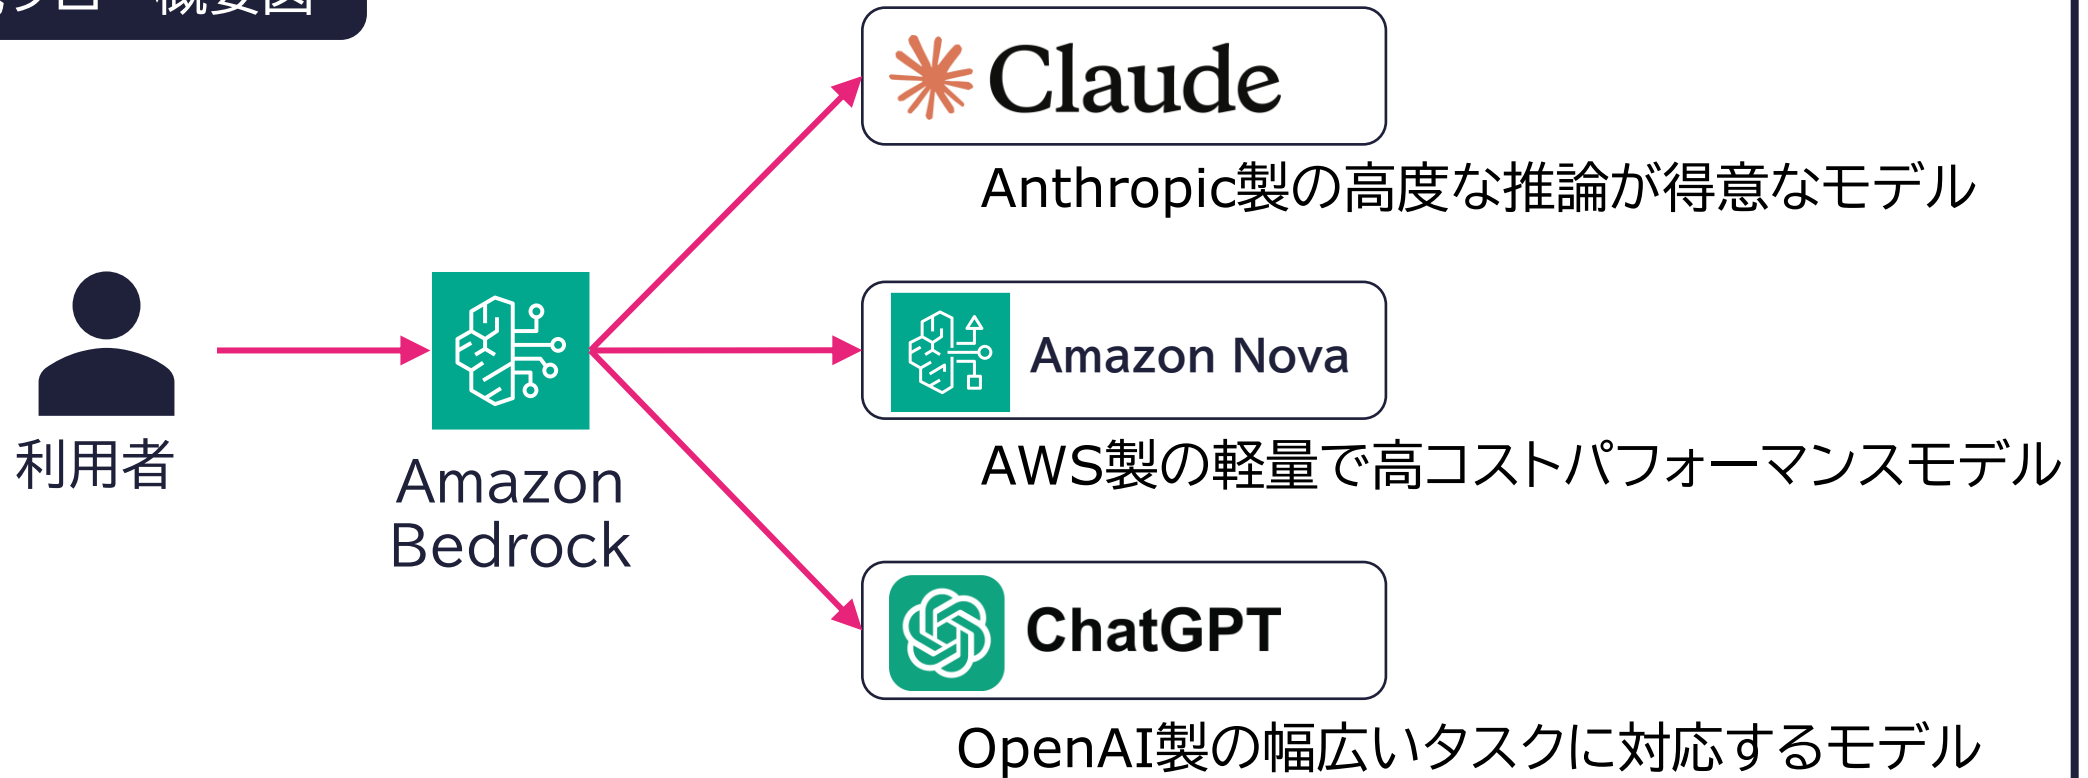 概要図
Claude
Anthropic製の高度な推論が得意なモデル
利用者
Amazon
Bedrock
Amazon Nova
AWS製の軽量で高コストパフォーマンスモデル
ChatGPT
OpenAI製の幅広いタスクに対応するモデル